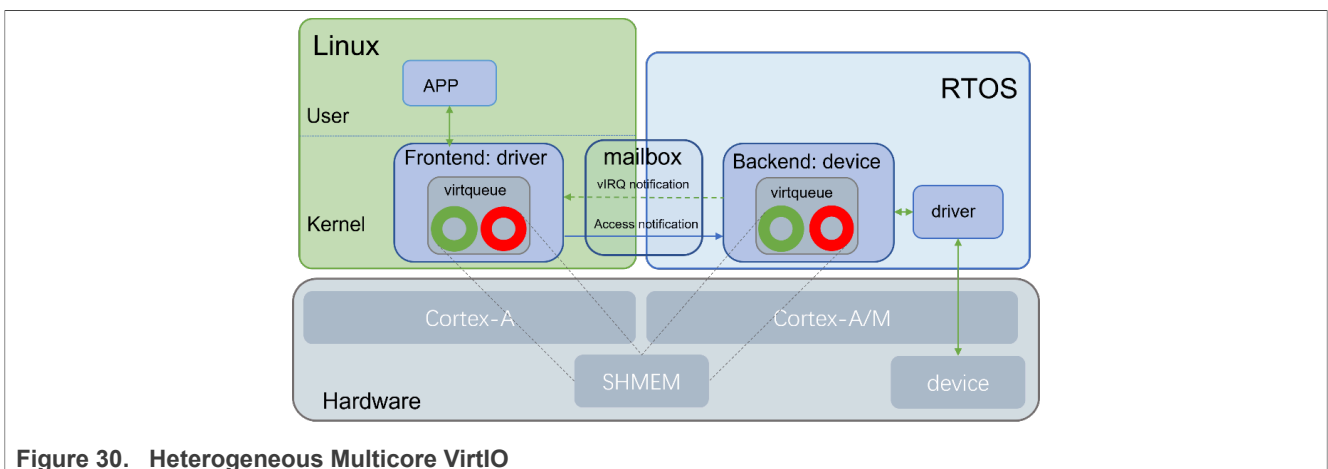 Linux
APP
User
RTOS
Frontend: driver
virtqueue
mailbox
vIRQ notification
Access notification
Backend: device
virtqueue
driver
Kernel
Cortex-A
Cortex-A/M
SHMEM
device
Hardware
Figure 30. Heterogeneous Multicore VirtIO